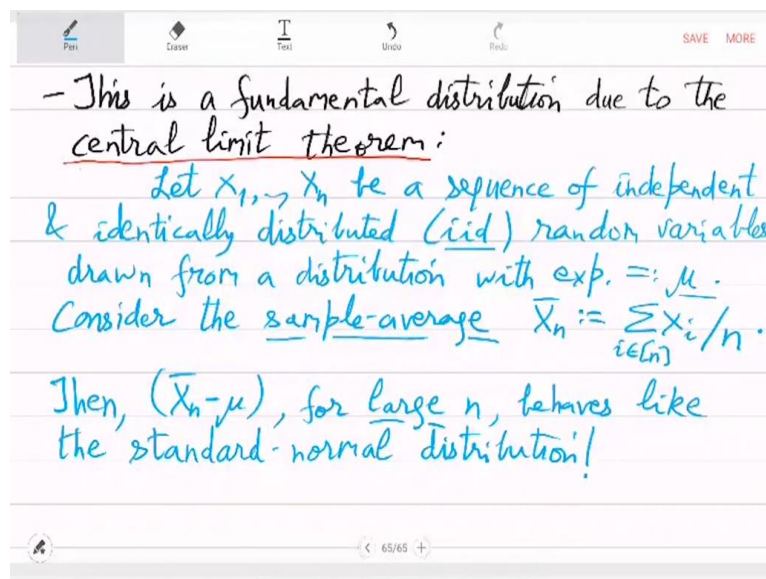 Pen Eraser Text Undo Redo SAVE MORE
- This is a fundamental distribution due to the
central limit theorem:
Let X₁,.., Xₙ be a sequence of independent
& identically distributed (iid) random variables
drawn from a distribution with exp. =: μ.
Consider the sample-average X̄ₙ := Σ_{i∈[n]} Xᵢ/n.
Then, (X̄ₙ-μ), for large n, behaves like
the standard-normal distribution!
65/65